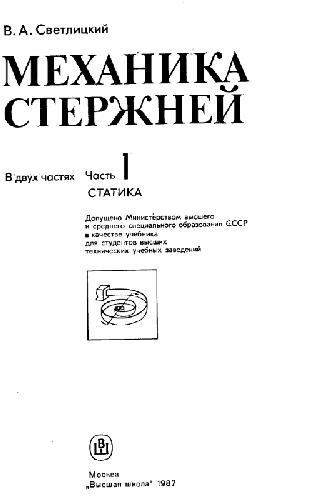 В. А. Светлицкий
МЕХАНИКА
СТЕРЖНЕЙ
В двух частях Часть 1
СТАТИКА
Допущено Министерством высшего
и среднего специального образования СССР
в качестве учебника
для студентов высших
технических учебных заведений
ВШ
Москва
„Высшая школа" 1987